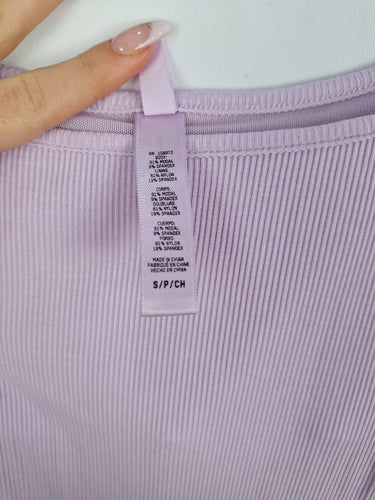 RN 158073
BODY:
91% MODAL
9% SPANDEX
LINING:
81% NYLON
19% SPANDEX
CORPS:
91% MODAL
9% SPANDEX
DOUBLURE:
81% NYLON
19% SPANDEX
CUERPO:
91% MODAL
9% SPANDEX
FORRO:
81% NYLON
19% SPANDEX
MADE IN CHINA
FABRIQUÉ EN CHINE
HECHO EN CHINA
S/P/CH